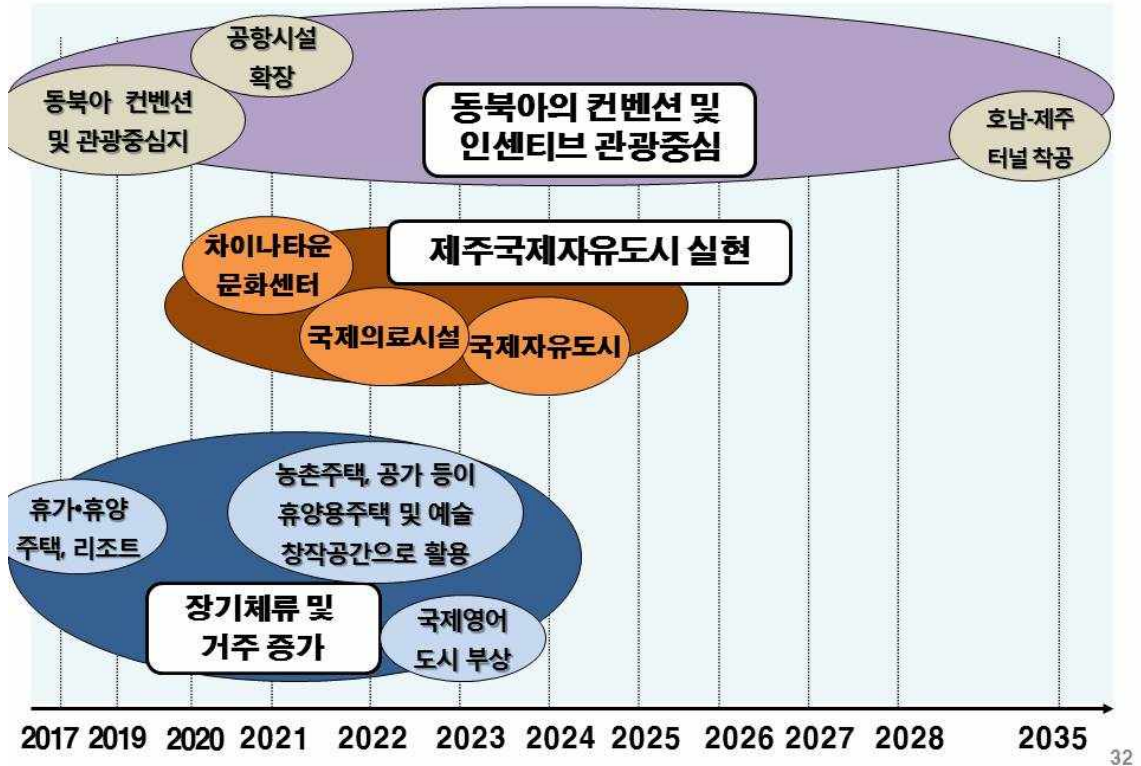 공항시설
확장
동북아 컨벤션
및 관광중심지
동북아의 컨벤션 및
인센티브 관광중심
호남-제주
터널 착공
차이나타운
문화센터
제주국제자유도시 실현
국제의료시설
국제자유도시
농촌주택, 공가 등이
휴양용주택 및 예술
창작공간으로 활용
휴가•휴양
주택, 리조트
장기체류 및
거주 증가
국제영어
도시 부상
2017 2019 2020 2021 2022 2023 2024 2025 2026 2027 2028 2035
32